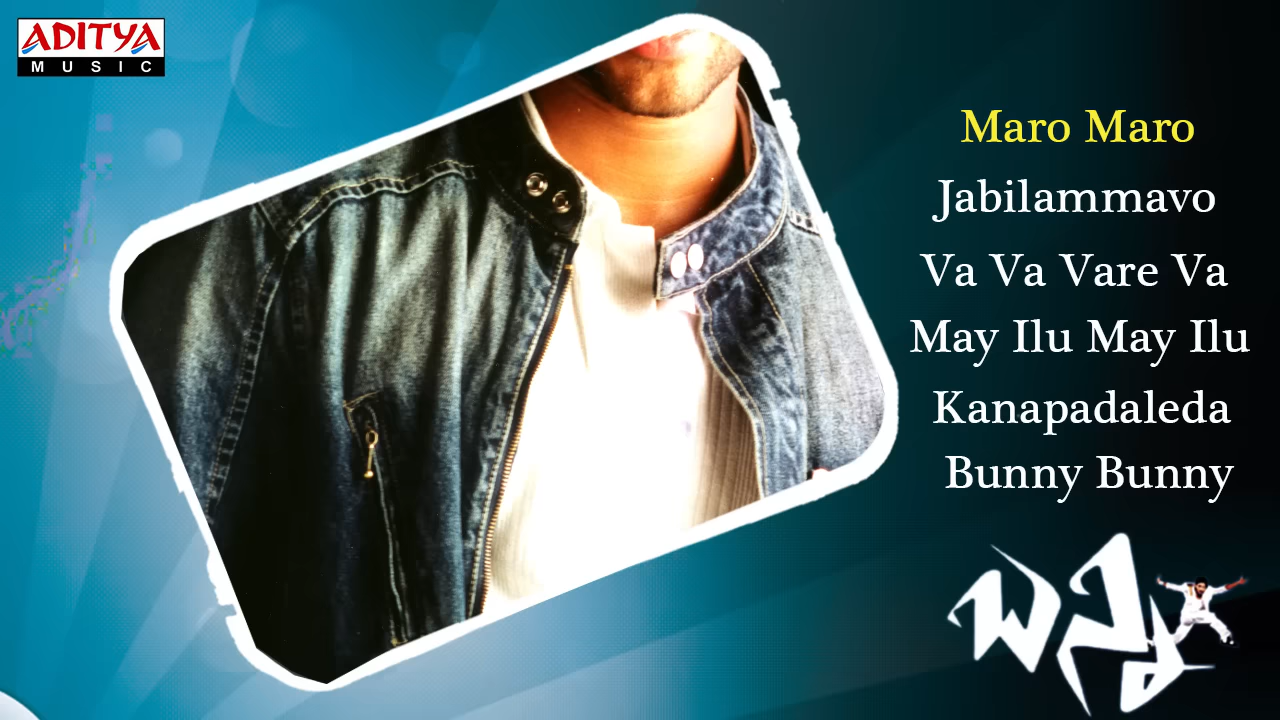 ADITYA
MUSIC
Maro Maro
Jabilammavo
Va Va Vare Va
May Ilu May Ilu
Kanapadaleda
Bunny Bunny
బన్ని